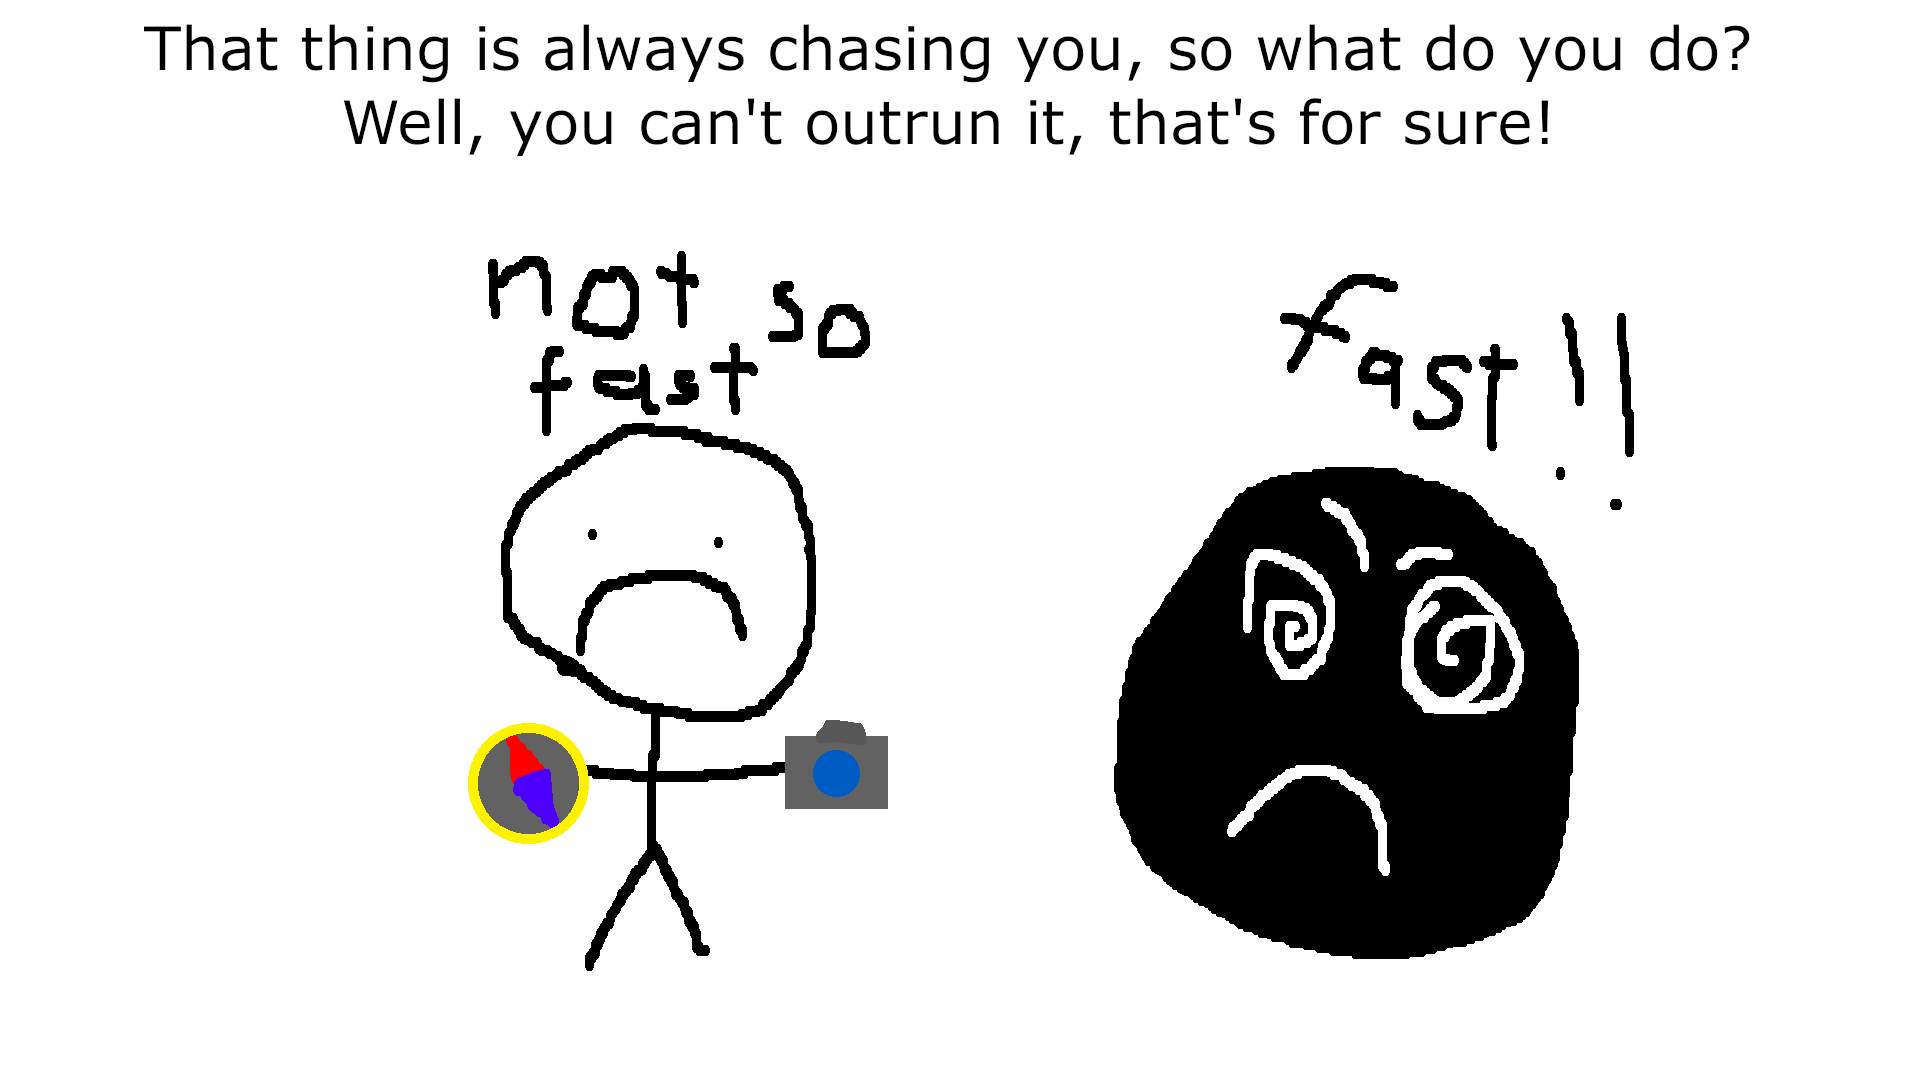 That thing is always chasing you, so what do you do?
Well, you can't outrun it, that's for sure!
not so
fast
fast!!